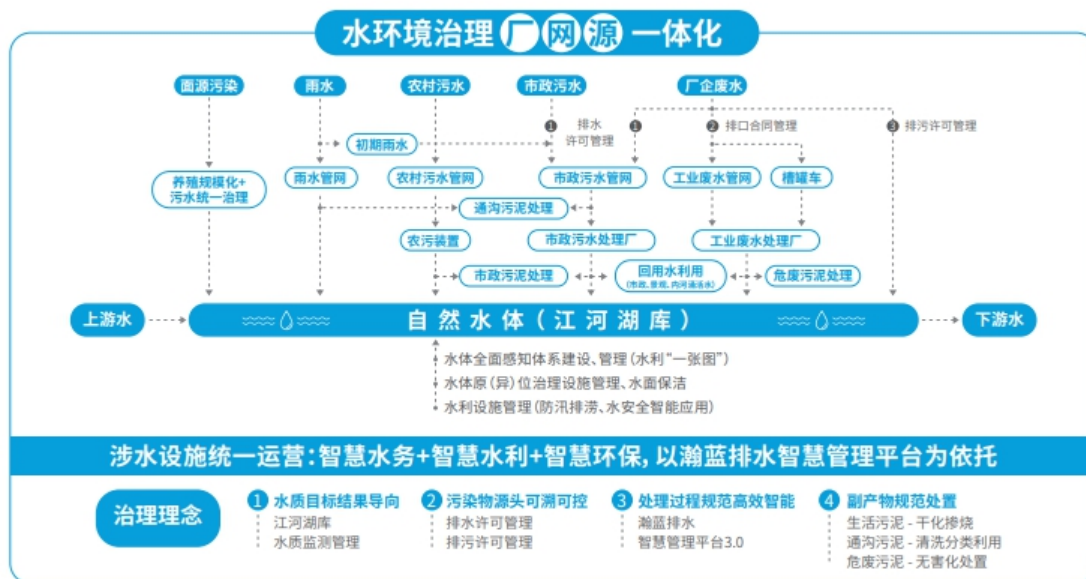 水环境治理 厂 网 源 一体化
面源污染 雨水 农村污水 市政污水 厂企废水
1 排水 1 2 排口合同管理 3 排污许可管理
许可管理
初期雨水
养殖规模化+
污水统一治理
雨水管网 农村污水管网 市政污水管网 工业废水管网 槽罐车
通沟污泥处理
农污装置 市政污水处理厂 工业废水处理厂
市政污泥处理 回用水利用 危废污泥处理
(市政、景观、内河通活水)
上游水 自然水体(江河湖库) 下游水
水体全面感知体系建设、管理(水利“一张图”)
水体原(异)位治理设施管理、水面保洁
水利设施管理(防汛排涝、水安全智能应用)
涉水设施统一运营:智慧水务+智慧水利+智慧环保, 以瀚蓝排水智慧管理平台为依托
治理理念
1 水质目标结果导向
江河湖库
水质监测管理
2 污染物源头可溯可控
排水许可管理
排污许可管理
3 处理过程规范高效智能
瀚蓝排水
智慧管理平台3.0
4 副产物规范处置
生活污泥 - 干化掺烧
通沟污泥 - 清洗分类利用
危废污泥 - 无害化处置